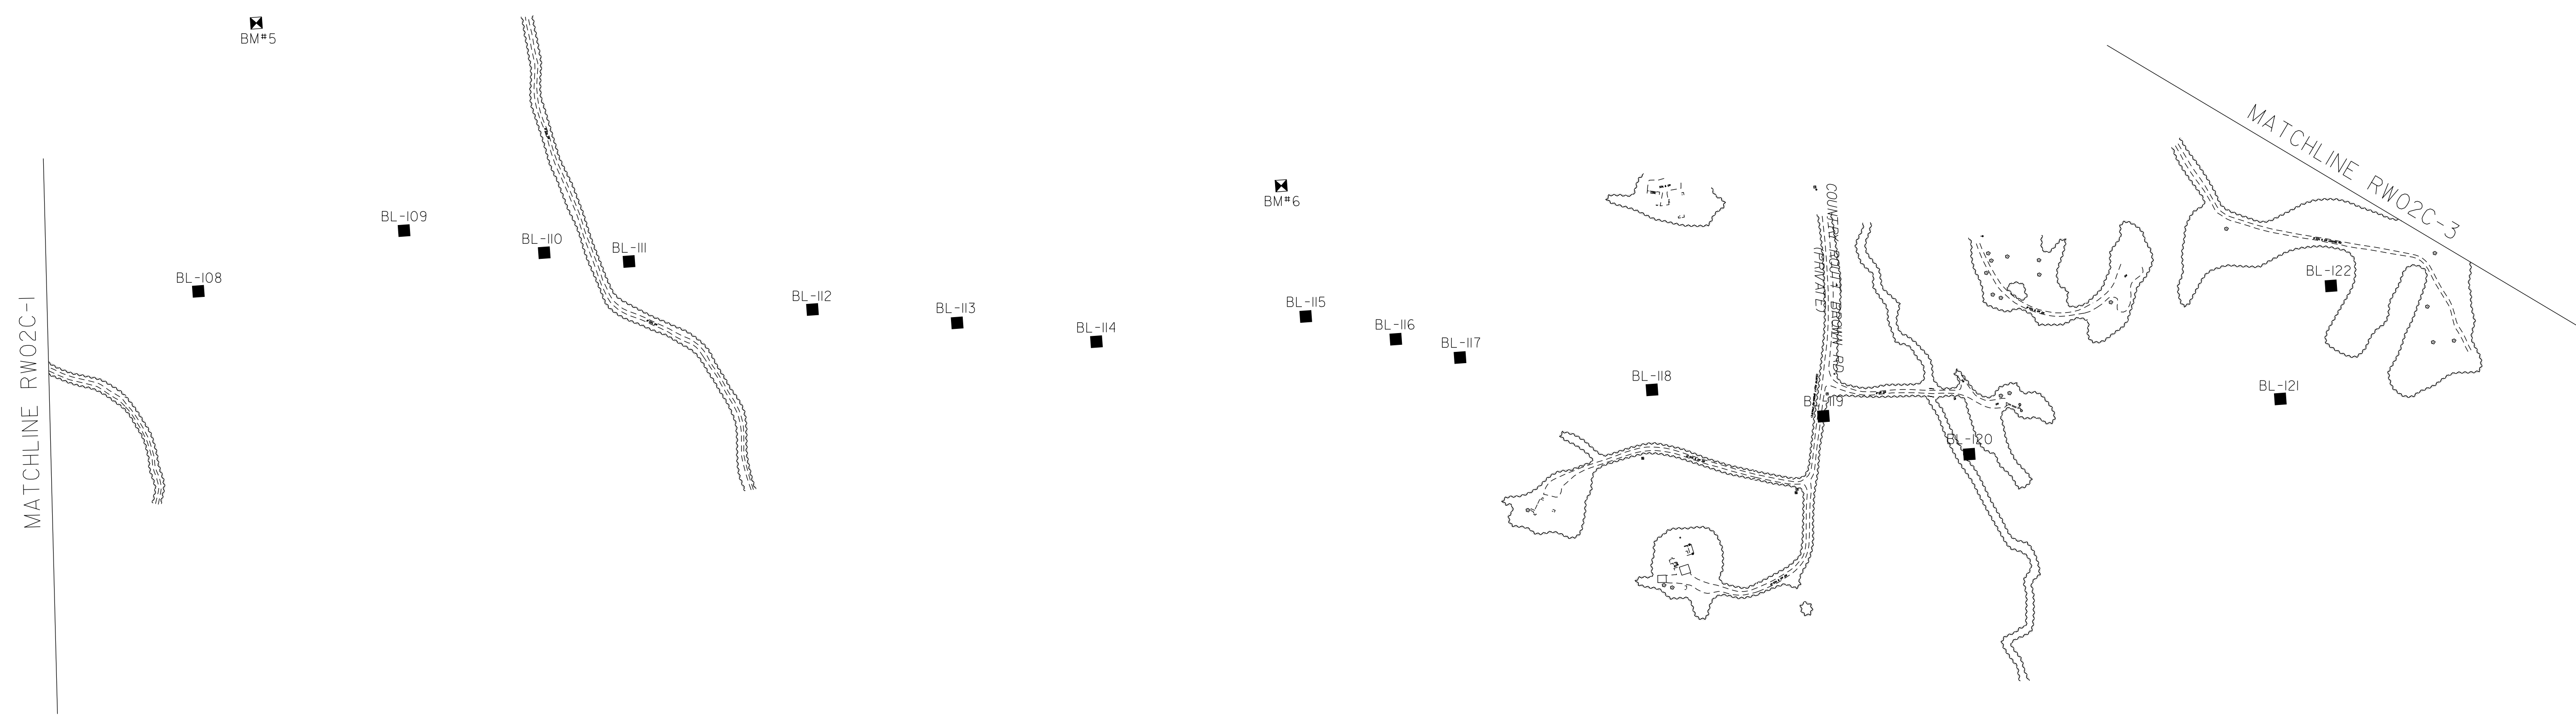 BM#5
MATCHLINE RW02C-1
BL-108
BL-109
BL-110
BL-111
BL-112
BL-113
BL-114
BM#6
BL-115
BL-116
BL-117
BL-118
COUNTRY ROUTE BROWN RD.
(PRIVATE)
BL-119
BL-120
BL-121
BL-122
MATCHLINE RW02C-3